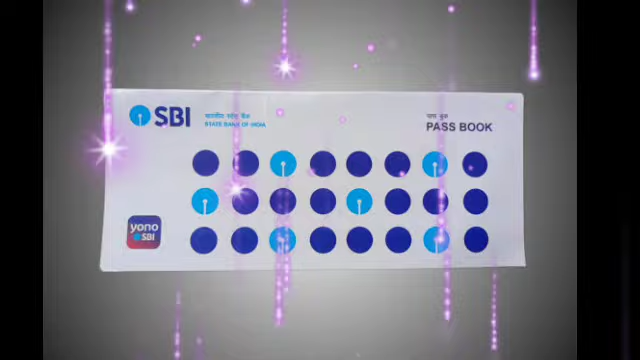 SBI
भारतीय स्टेट बैंक
STATE BANK OF INDIA
पास बुक
PASS BOOK
yono
SBI